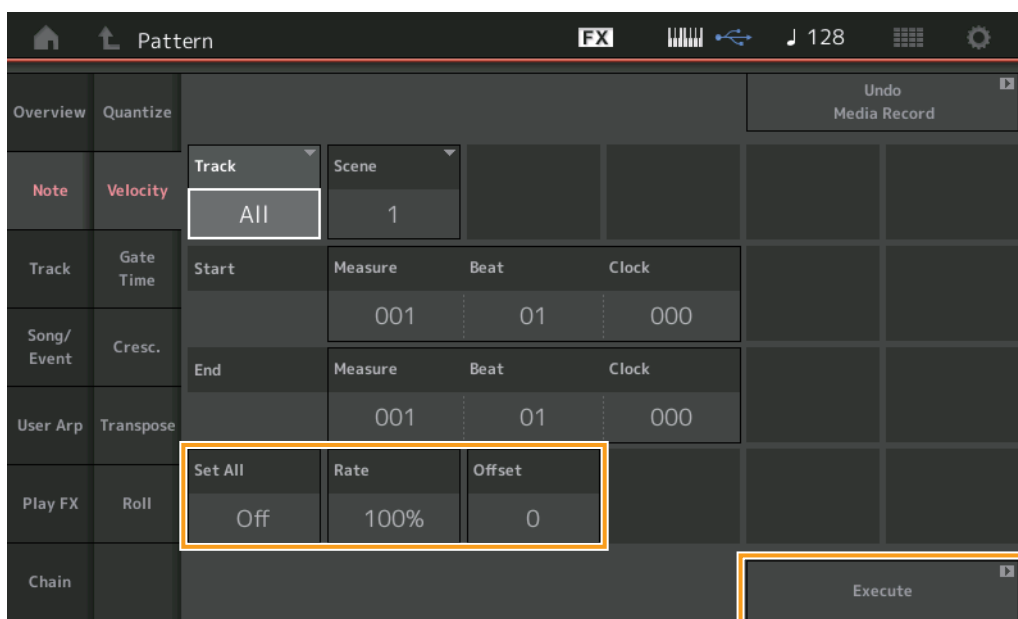 Pattern
FX
♩ 128
Overview
Quantize
Undo
Media Record
Note
Velocity
Track
Scene
All
1
Track
Gate
Time
Start
Measure
Beat
Clock
001
01
000
Song/
Event
Cresc.
End
Measure
Beat
Clock
001
01
000
User Arp
Transpose
Set All
Rate
Offset
Off
100%
0
Play FX
Roll
Chain
Execute